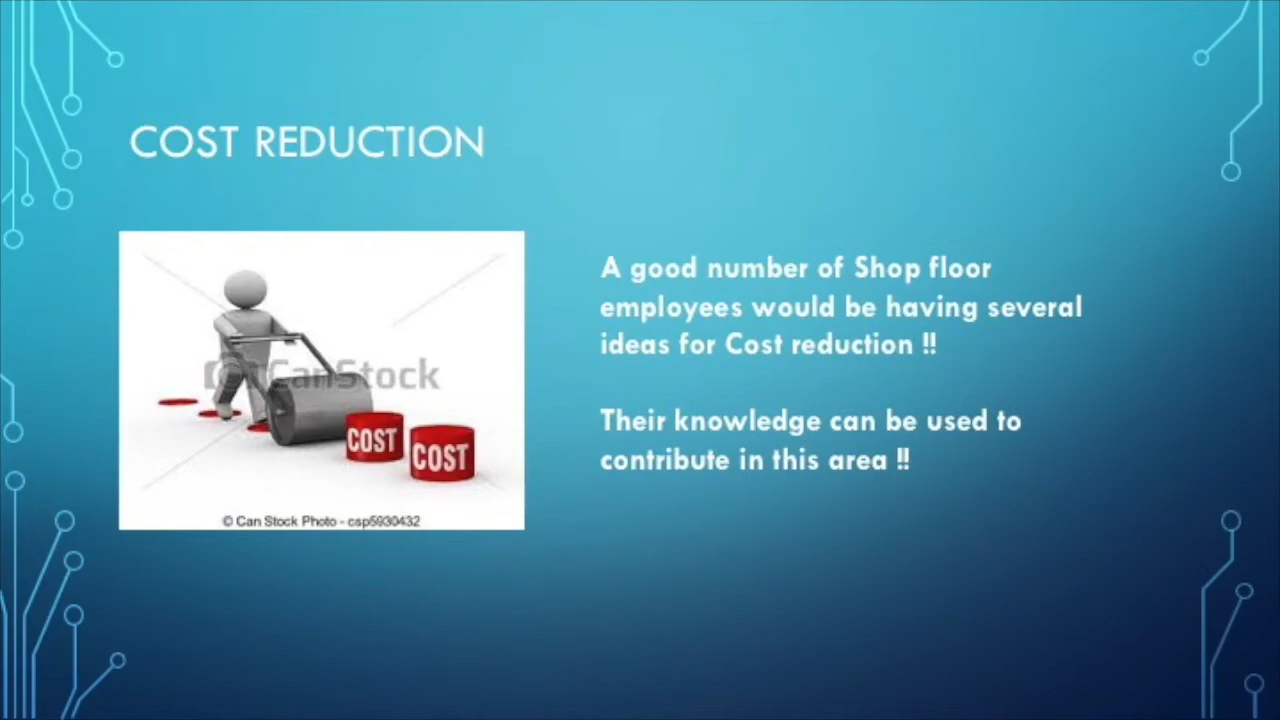 COST REDUCTION
A good number of Shop floor
employees would be having several
ideas for Cost reduction !!
Their knowledge can be used to
contribute in this area !!
CanStock
COST
COST
© Can Stock Photo - csp5930432